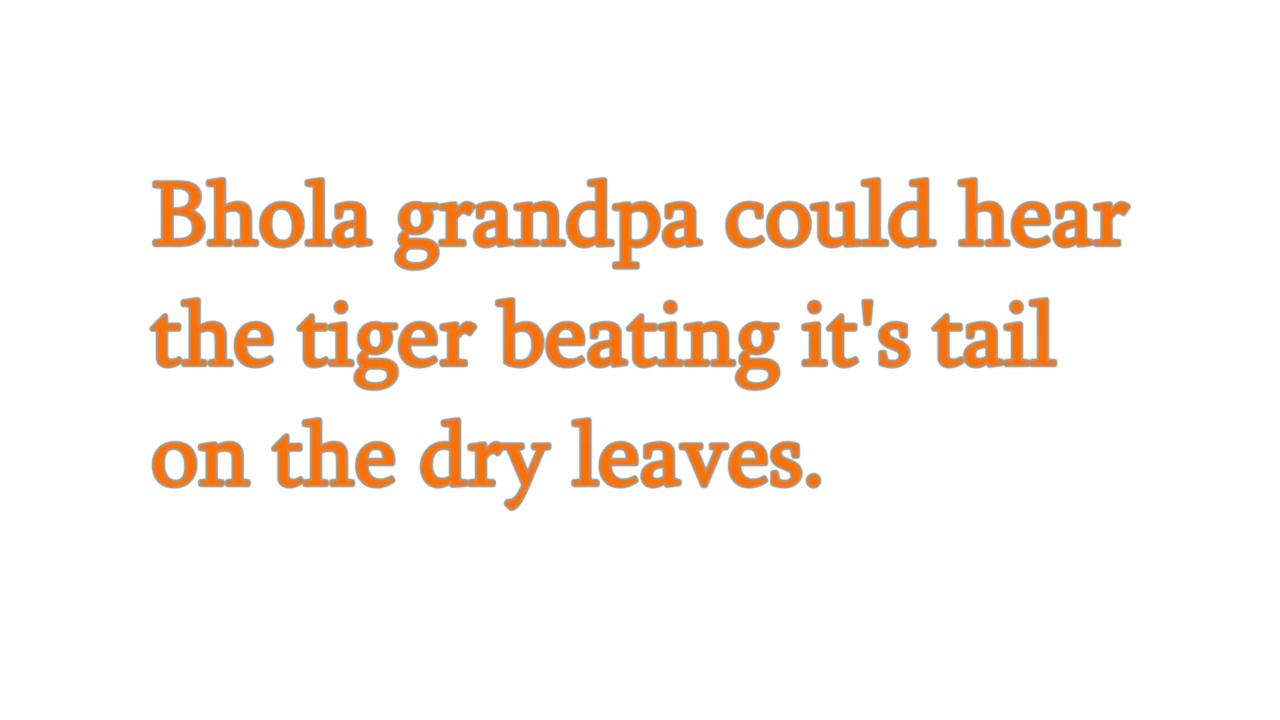 Bhola grandpa could hear
the tiger beating it's tail
on the dry leaves.